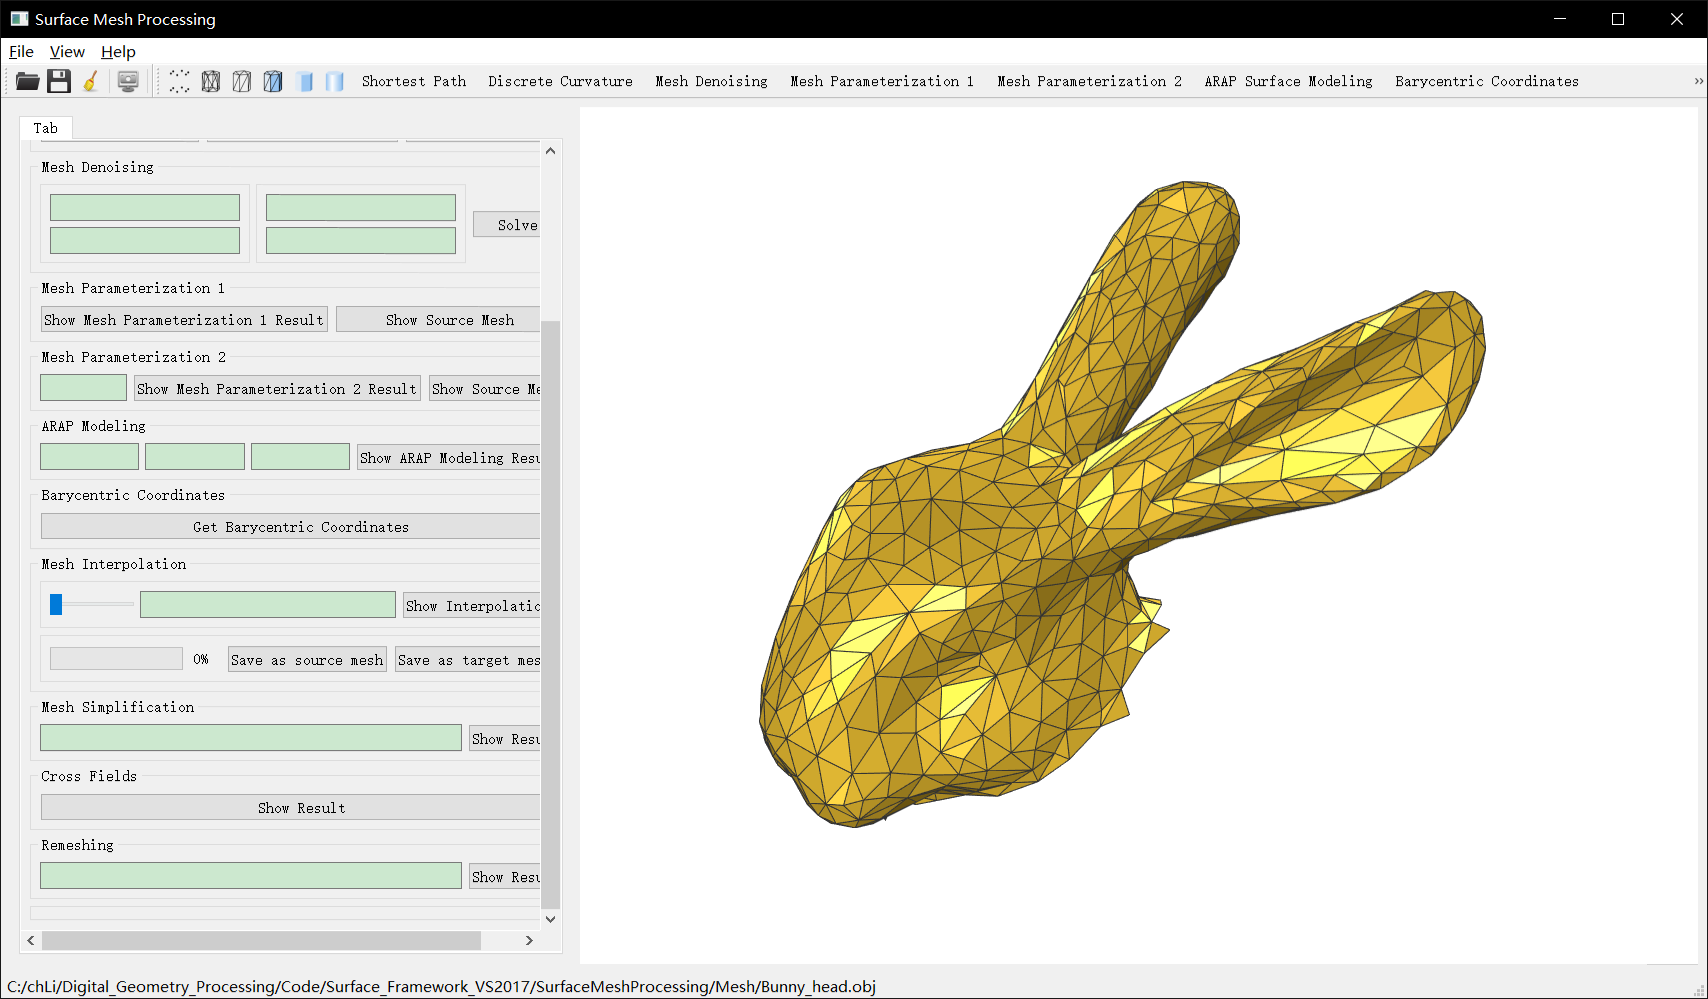 Surface Mesh Processing
File View Help
Shortest Path Discrete Curvature Mesh Denoising Mesh Parameterization 1 Mesh Parameterization 2 ARAP Surface Modeling Barycentric Coordinates »
Tab
Mesh Denoising
Solve
Mesh Parameterization 1
Show Mesh Parameterization 1 Result Show Source Mesh
Mesh Parameterization 2
Show Mesh Parameterization 2 Result Show Source Me
ARAP Modeling
Show ARAP Modeling Resu
Barycentric Coordinates
Get Barycentric Coordinates
Mesh Interpolation
Show Interpolatic
0% Save as source mesh Save as target mes
Mesh Simplification
Show Resu
Cross Fields
Show Result
Remeshing
Show Resu
C:/chLi/Digital_Geometry_Processing/Code/Surface_Framework_VS2017/SurfaceMeshProcessing/Mesh/Bunny_head.obj